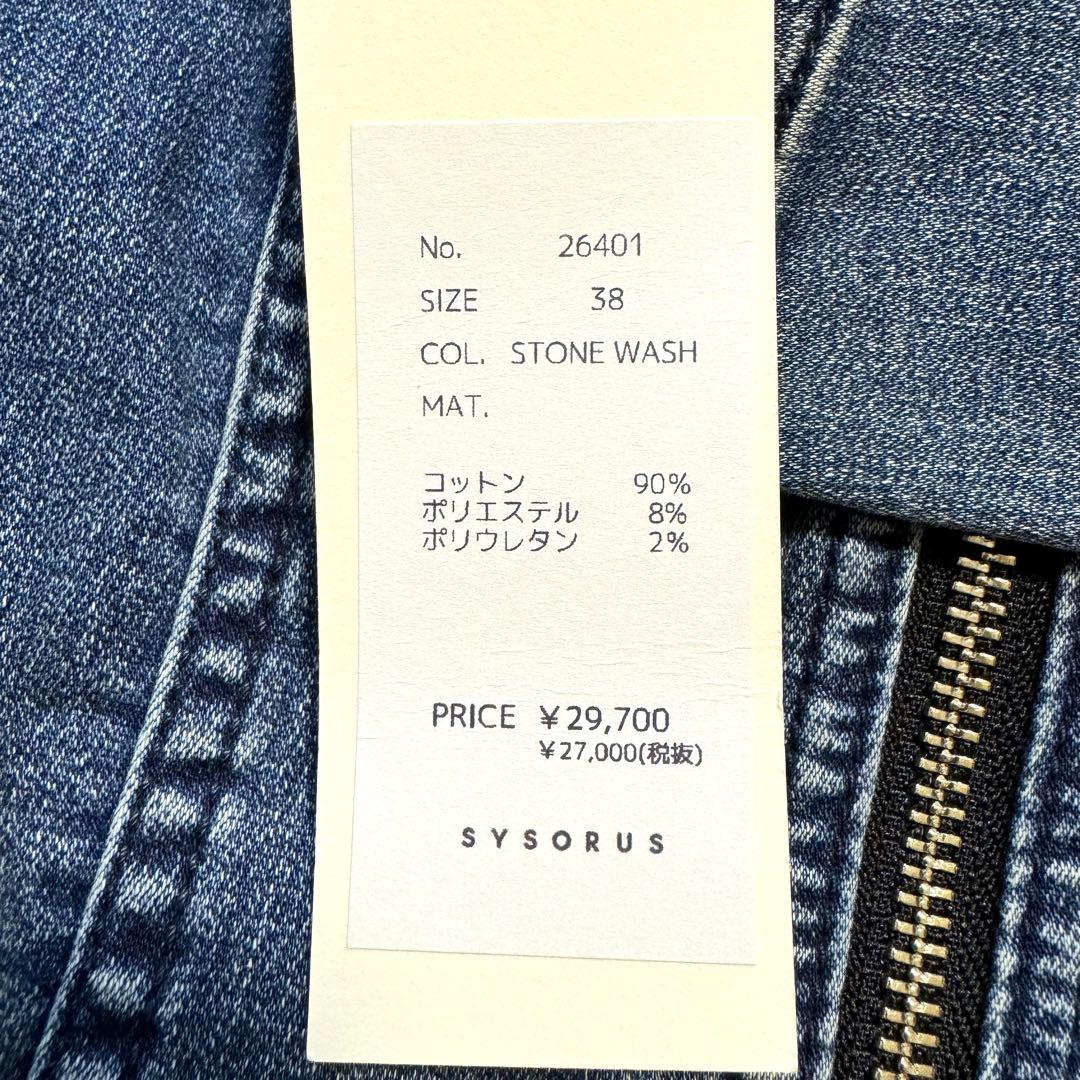 No. 26401
SIZE 38
COL. STONE WASH
MAT.
コットン 90%
ポリエステル 8%
ポリウレタン 2%
PRICE ¥29,700
¥27,000(税抜)
SYSORUS